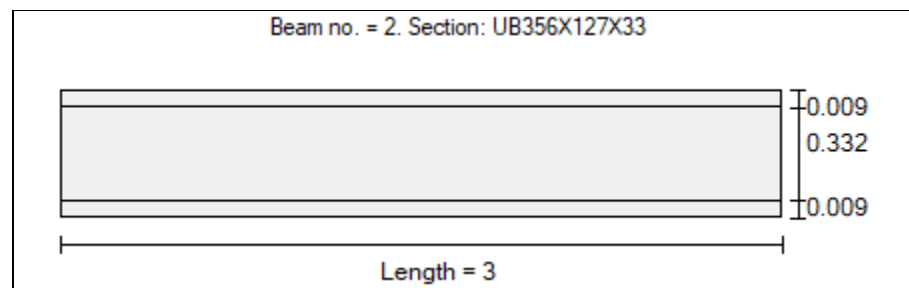 Beam no. = 2. Section: UB356X127X33
0.009
0.332
0.009
Length = 3